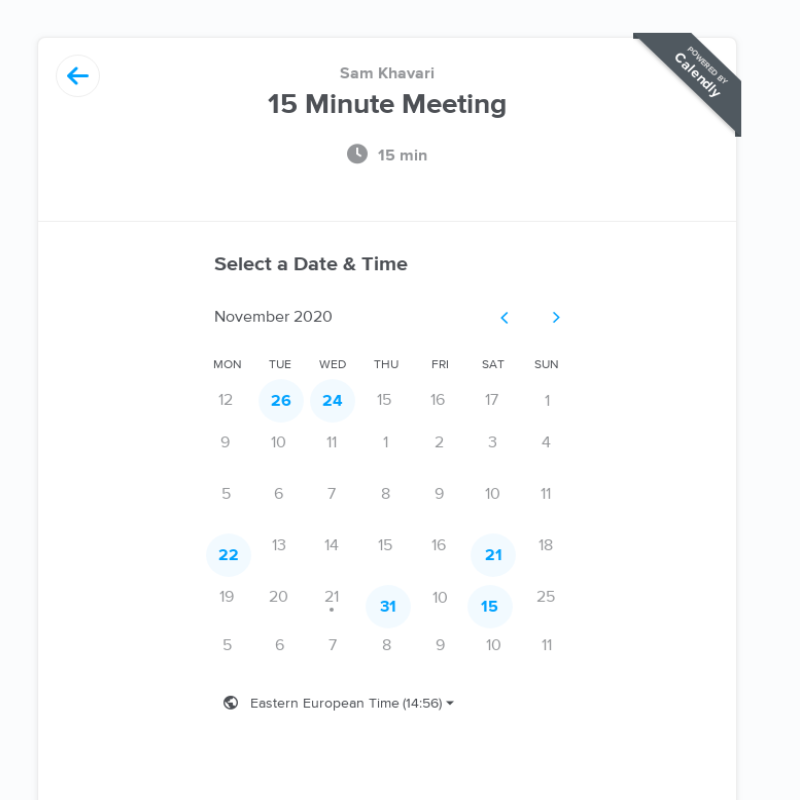 Sam Khavari
15 Minute Meeting
POWERED BY
Calendly
15 min
Select a Date & Time
November 2020
MON TUE WED THU FRI SAT SUN
12 26 24 15 16 17 1
9 10 11 1 2 3 4
5 6 7 8 9 10 11
22 13 14 15 16 21 18
19 20 21 31 10 15 25
5 6 7 8 9 10 11
Eastern European Time (14:56)